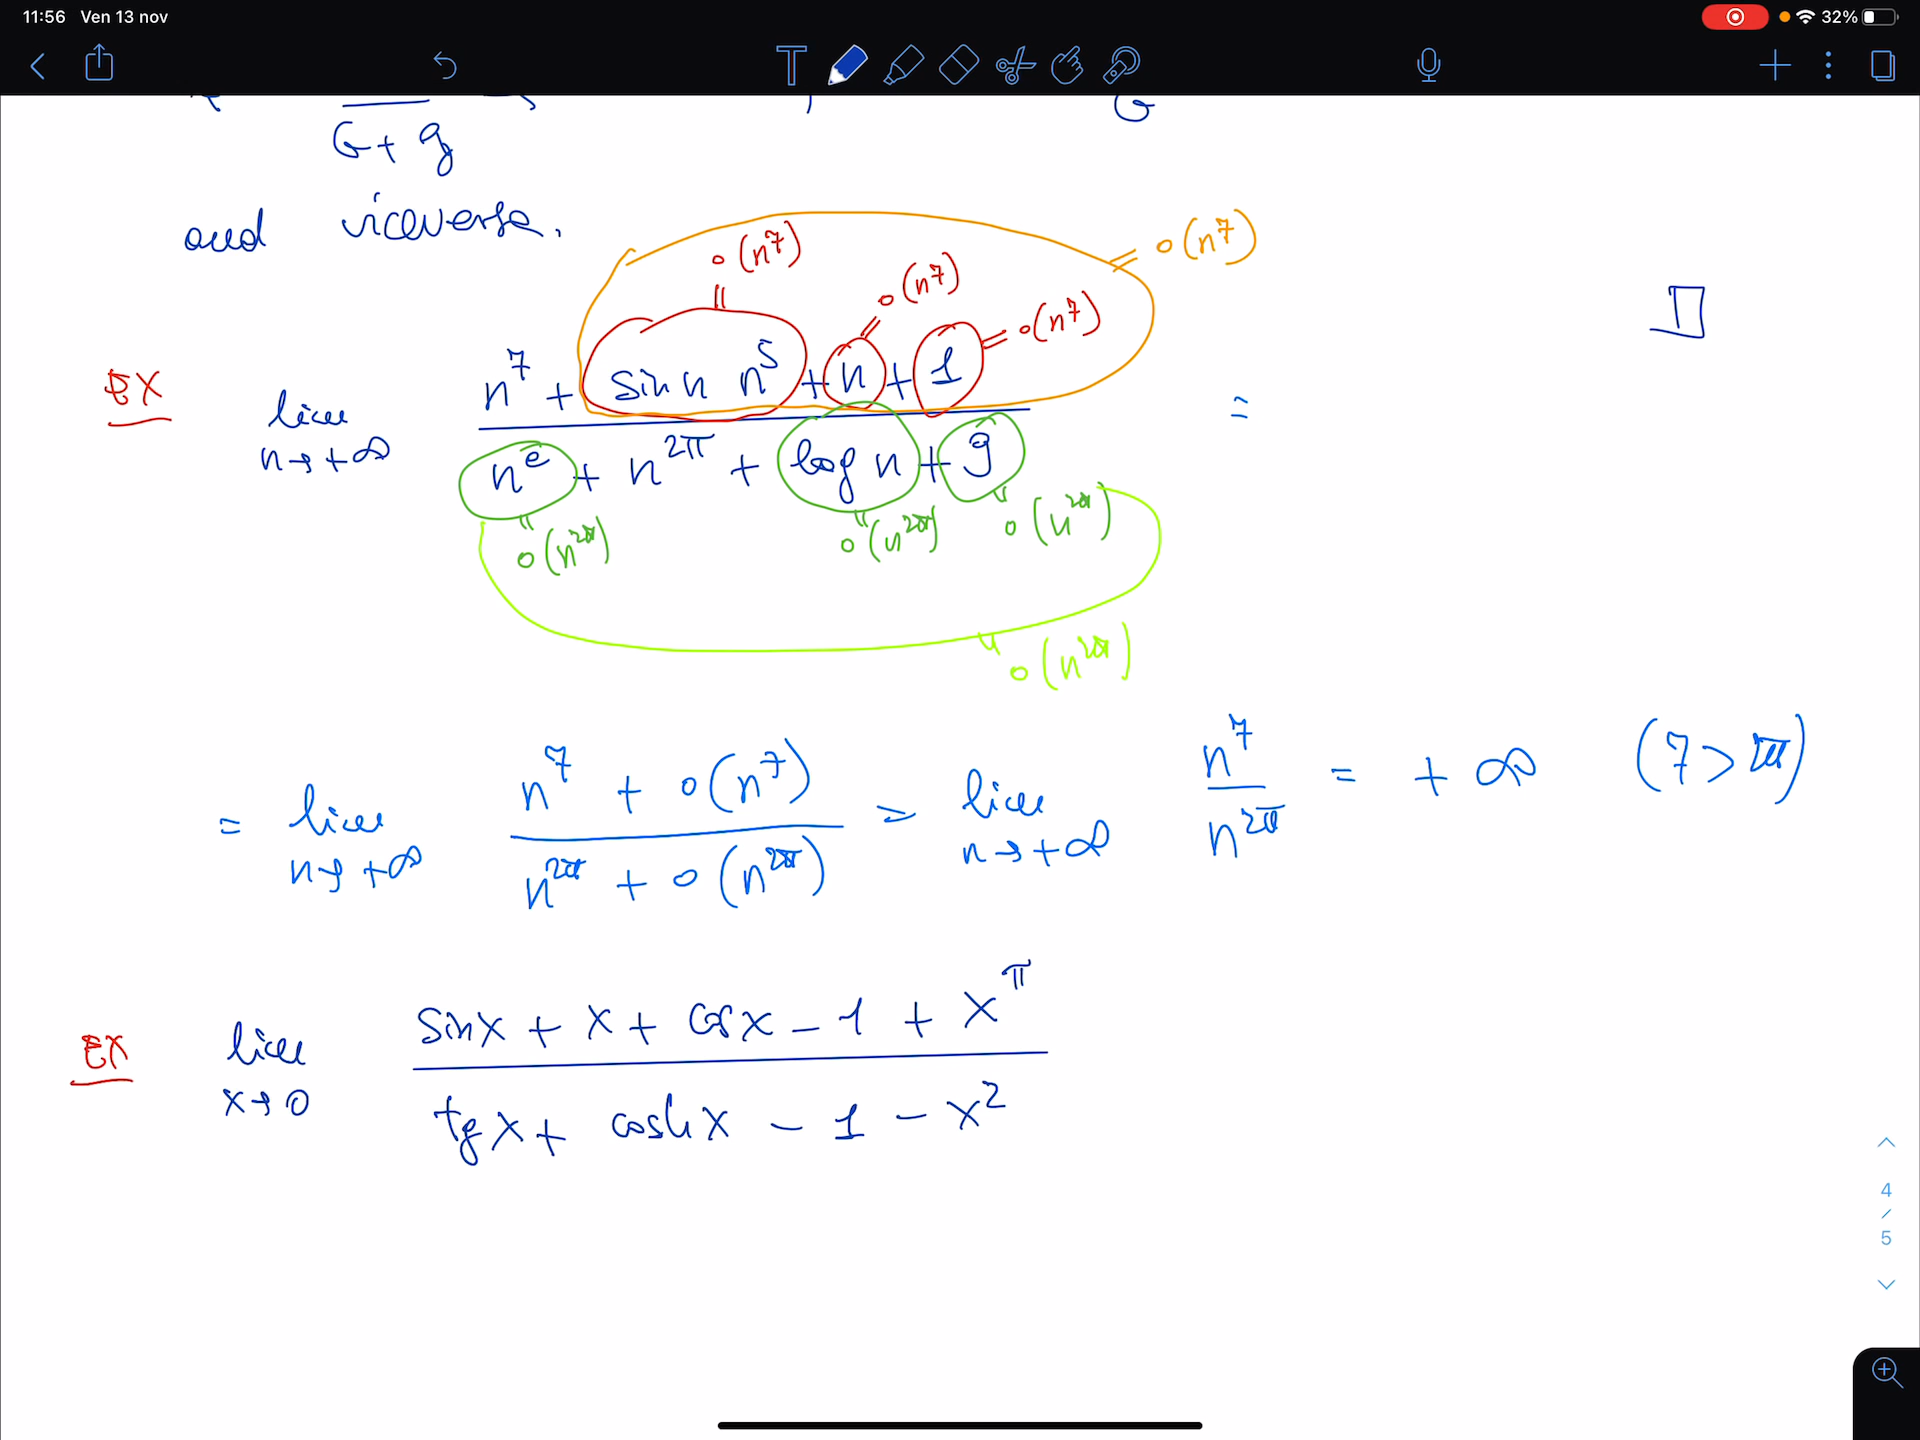 11:56 Ven 13 nov 32%
G + g
and viceversa.
o(n⁷) o(n⁷) o(n⁷) = o(n⁷)
EX lim n→+∞ (n⁷ + sin n n⁵ + n + 1) / (nᵉ + n^{2π} + log n + 9) =
o(n^{2π}) o(n^{2π}) o(n^{2π})
o(n^{2π})
= lim n→+∞ (n⁷ + o(n⁷)) / (n^{2π} + o(n^{2π})) = lim n→+∞ n⁷ / n^{2π} = +∞ (7 > 2π)
EX lim x→0 (sin x + x + cos x − 1 + x^π) / (tg x + cosh x − 1 − x²)
4
/
5